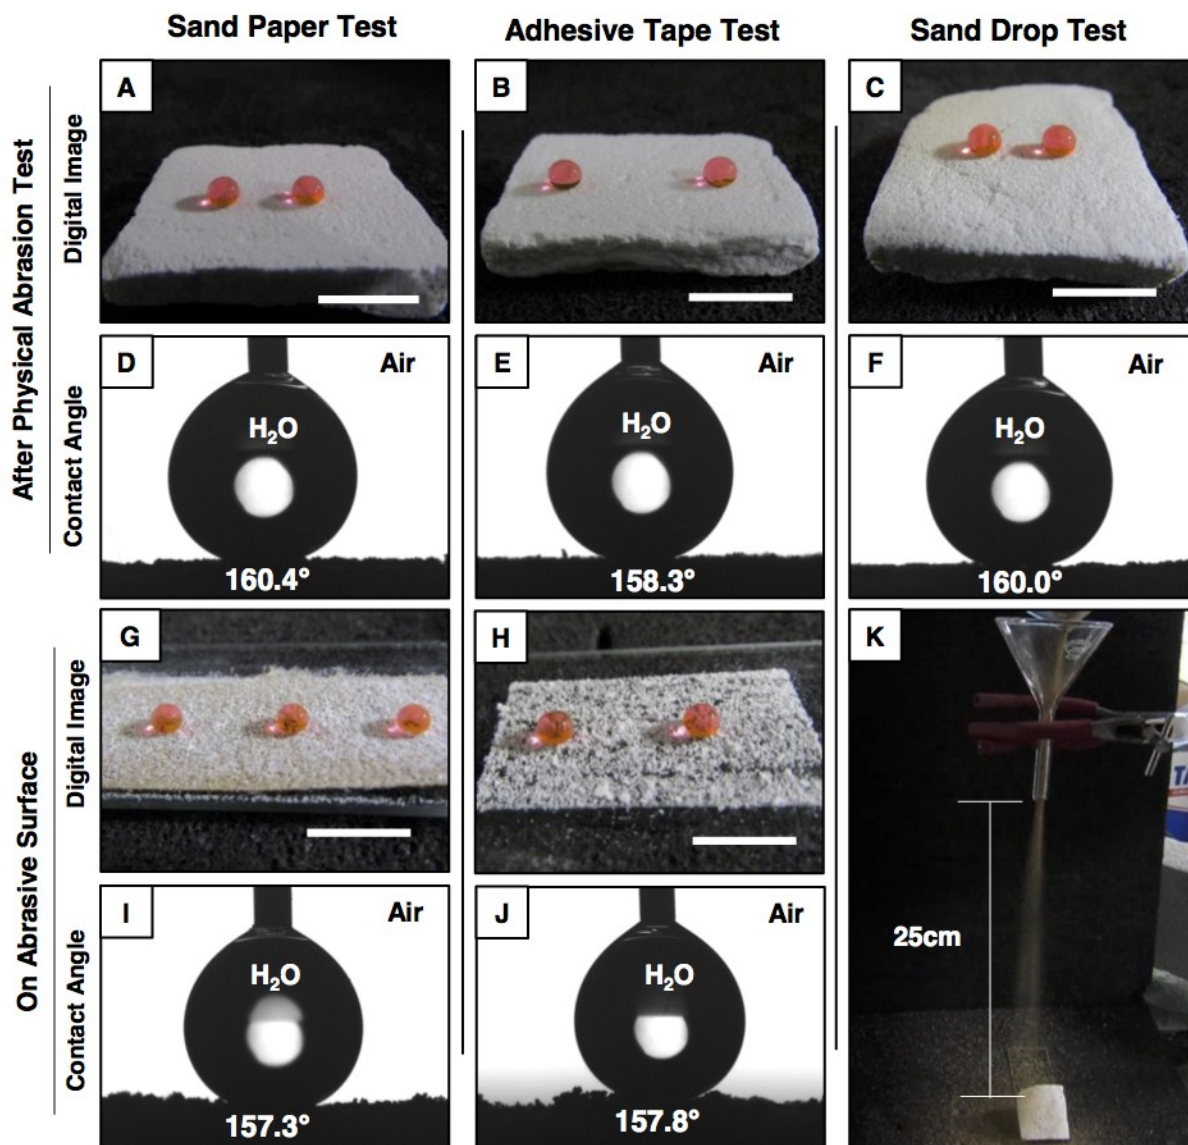 Sand Paper Test
Adhesive Tape Test
Sand Drop Test
After Physical Abrasion Test
Digital Image
A
B
C
Contact Angle
D
Air
H₂O
160.4°
E
Air
H₂O
158.3°
F
Air
H₂O
160.0°
On Abrasive Surface
Digital Image
G
H
K
25cm
Contact Angle
I
Air
H₂O
157.3°
J
Air
H₂O
157.8°